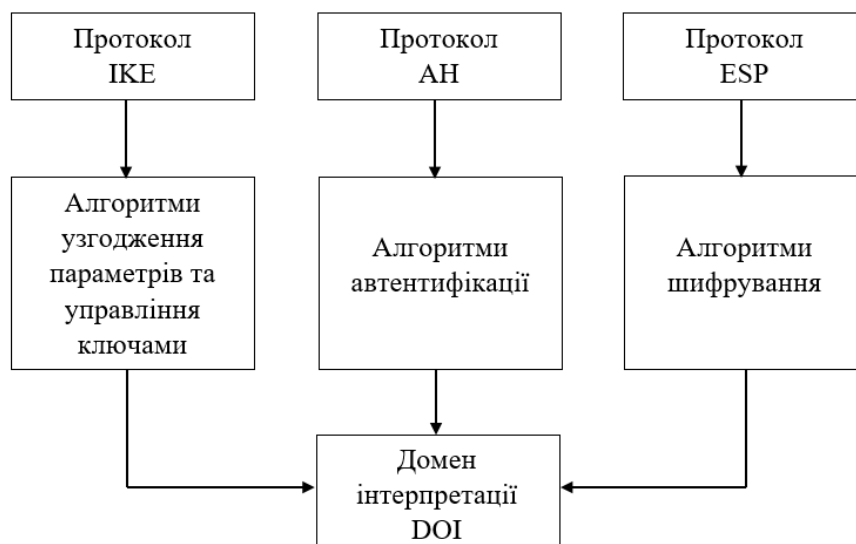 Протокол
IKE
Протокол
AH
Протокол
ESP
Алгоритми
узгодження
параметрів та
управління
ключами
Алгоритми
автентифікації
Алгоритми
шифрування
Домен
інтерпретації
DOI